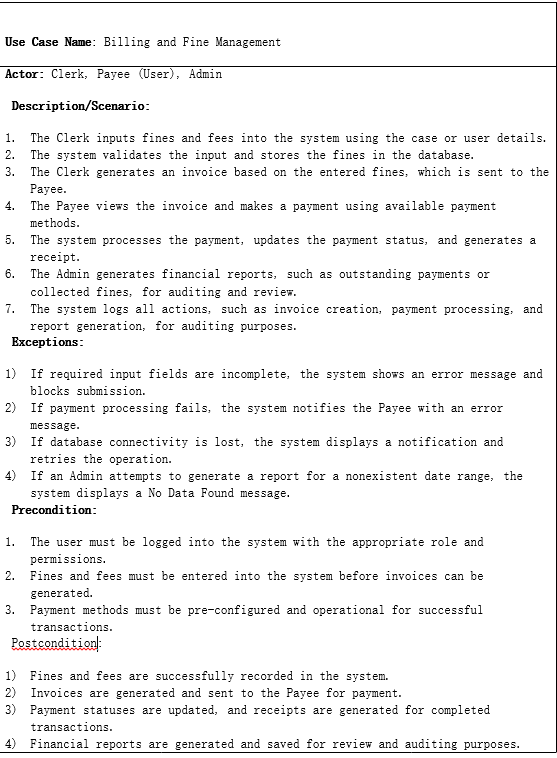 Use Case Name: Billing and Fine Management
Actor: Clerk, Payee (User), Admin
Description/Scenario:
1. The Clerk inputs fines and fees into the system using the case or user details.
2. The system validates the input and stores the fines in the database.
3. The Clerk generates an invoice based on the entered fines, which is sent to the
Payee.
4. The Payee views the invoice and makes a payment using available payment
methods.
5. The system processes the payment, updates the payment status, and generates a
receipt.
6. The Admin generates financial reports, such as outstanding payments or
collected fines, for auditing and review.
7. The system logs all actions, such as invoice creation, payment processing, and
report generation, for auditing purposes.
Exceptions:
1) If required input fields are incomplete, the system shows an error message and
blocks submission.
2) If payment processing fails, the system notifies the Payee with an error
message.
3) If database connectivity is lost, the system displays a notification and
retries the operation.
4) If an Admin attempts to generate a report for a nonexistent date range, the
system displays a No Data Found message.
Precondition:
1. The user must be logged into the system with the appropriate role and
permissions.
2. Fines and fees must be entered into the system before invoices can be
generated.
3. Payment methods must be pre-configured and operational for successful
transactions.
Postcondition:
1) Fines and fees are successfully recorded in the system.
2) Invoices are generated and sent to the Payee for payment.
3) Payment statuses are updated, and receipts are generated for completed
transactions.
4) Financial reports are generated and saved for review and auditing purposes.